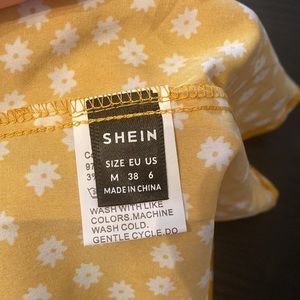 SHEIN
SIZE EU US
M 38 6
MADE IN CHINA
WASH WITH LIKE
COLORS.MACHINE
WASH COLD.
GENTLE CYCLE.DO